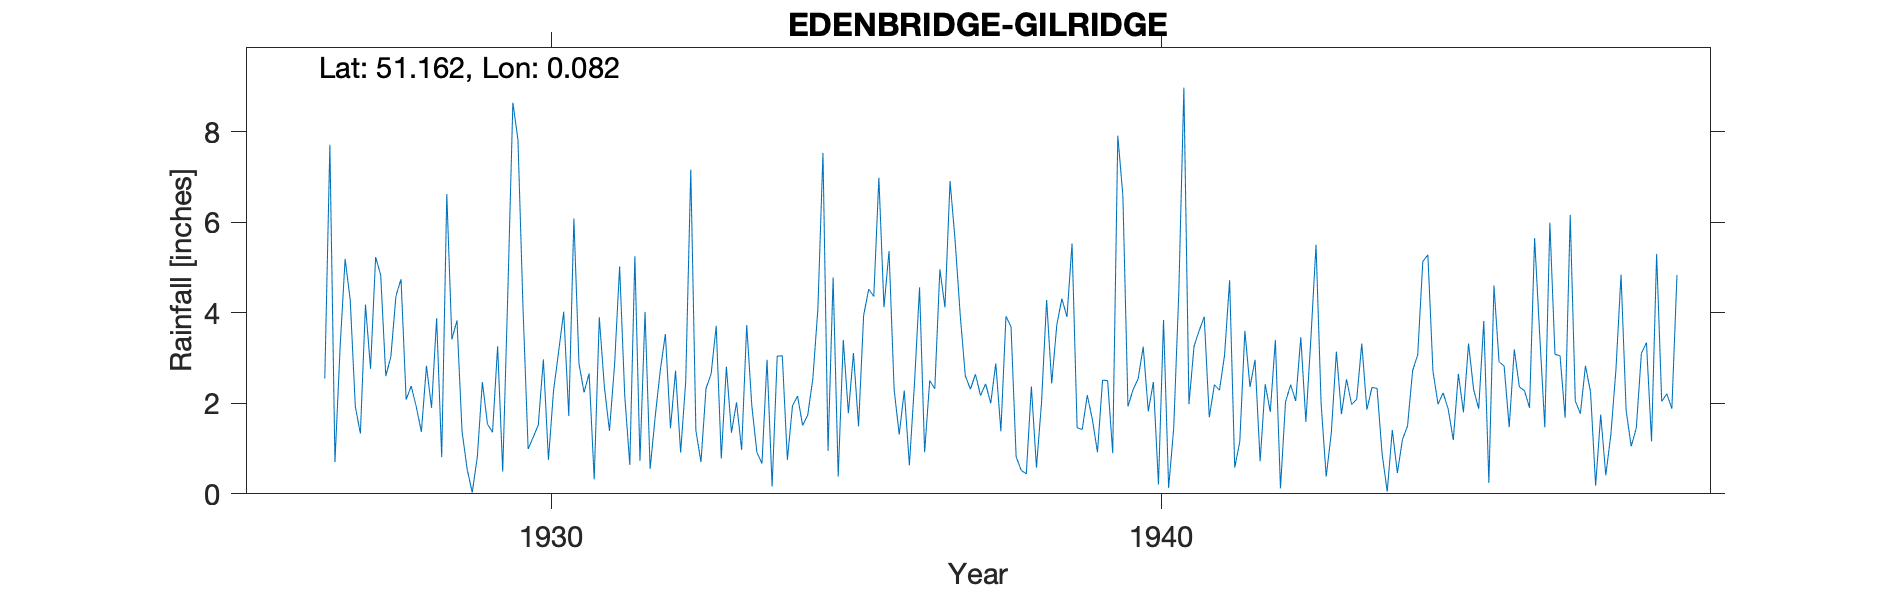 EDENBRIDGE-GILRIDGE
Lat: 51.162, Lon: 0.082
8
6
4
2
0
Rainfall [inches]
1930 1940
Year